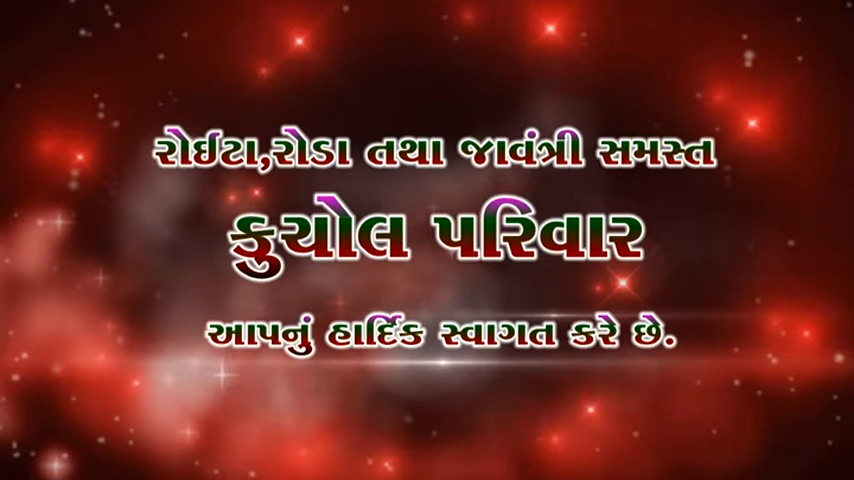 રોઈટા,રોડા તથા જાવંત્રી સમસ્ત
કુચોલ પરિવાર
આપનું હાર્દિક સ્વાગત કરે છે.